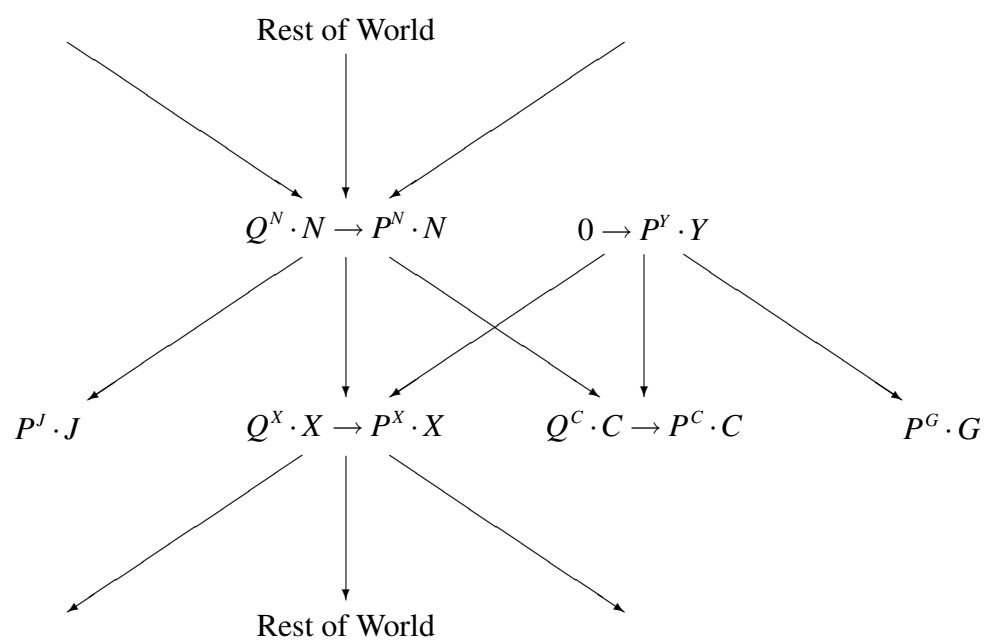 Rest of World
Q^N · N → P^N · N
0 → P^Y · Y
P^J · J
Q^X · X → P^X · X
Q^C · C → P^C · C
P^G · G
Rest of World